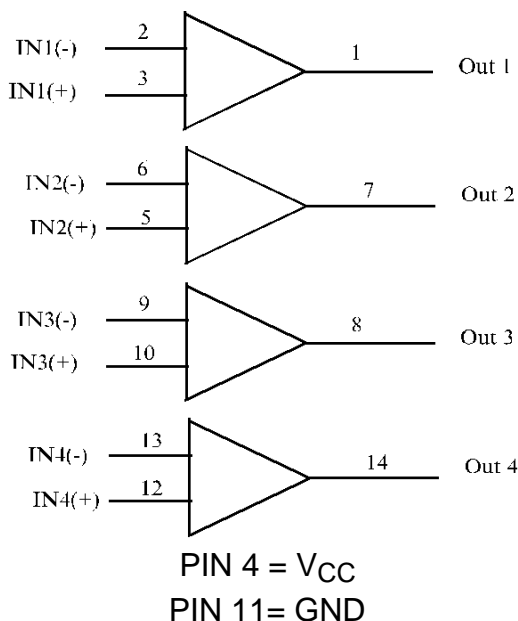 2
IN1(-)
1
Out 1
3
IN1(+)
6
IN2(-)
7
Out 2
5
IN2(+)
9
IN3(-)
8
Out 3
10
IN3(+)
13
IN4(-)
14
Out 4
12
IN4(+)
PIN 4 = VCC
PIN 11= GND